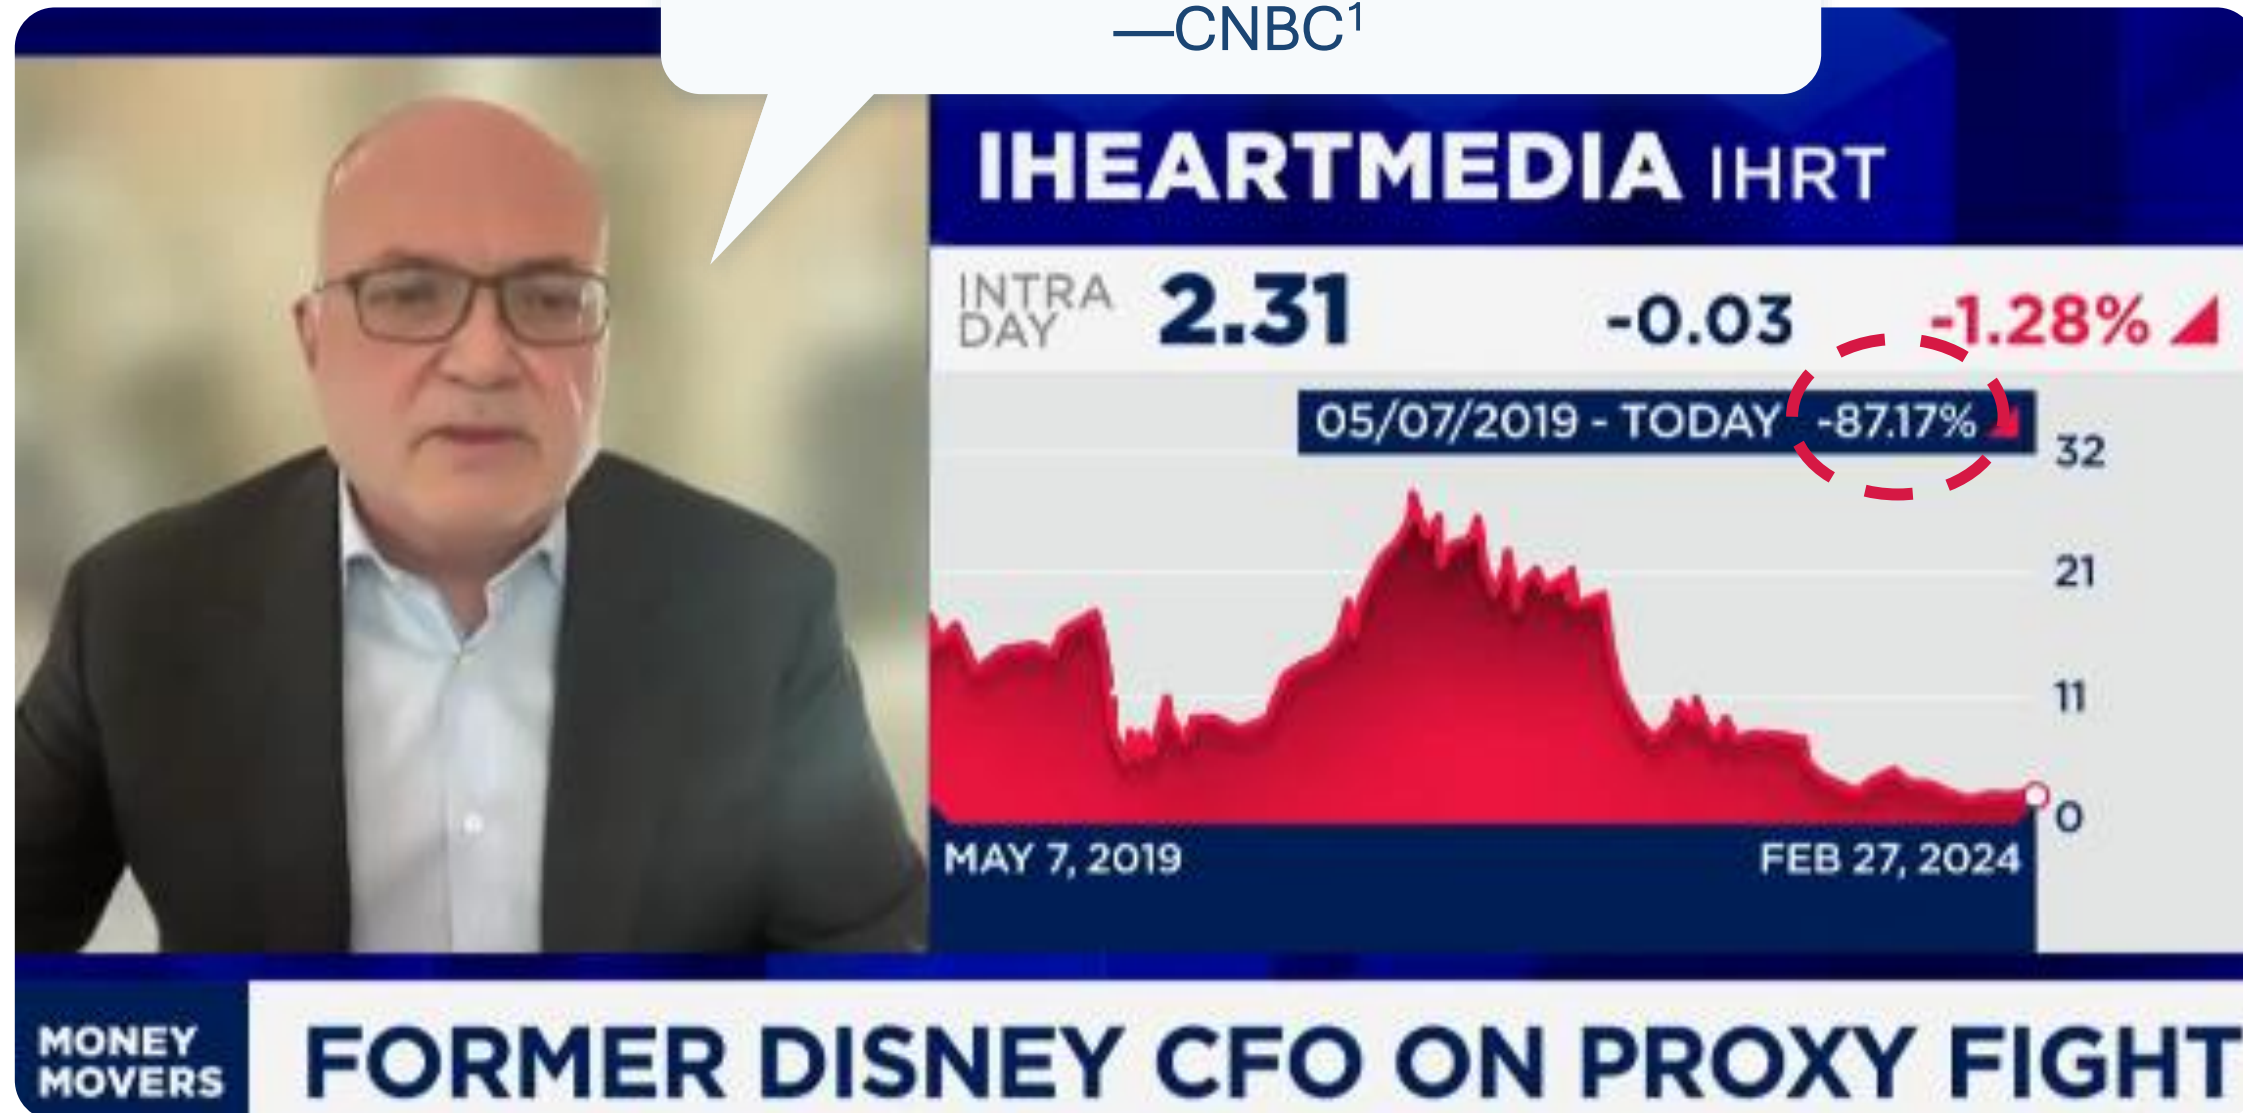 —CNBC¹
IHEARTMEDIA IHRT
INTRA
DAY
2.31 -0.03 -1.28%
05/07/2019 - TODAY -87.17%
32
21
11
0
MAY 7, 2019 FEB 27, 2024
MONEY
MOVERS
FORMER DISNEY CFO ON PROXY FIGHT